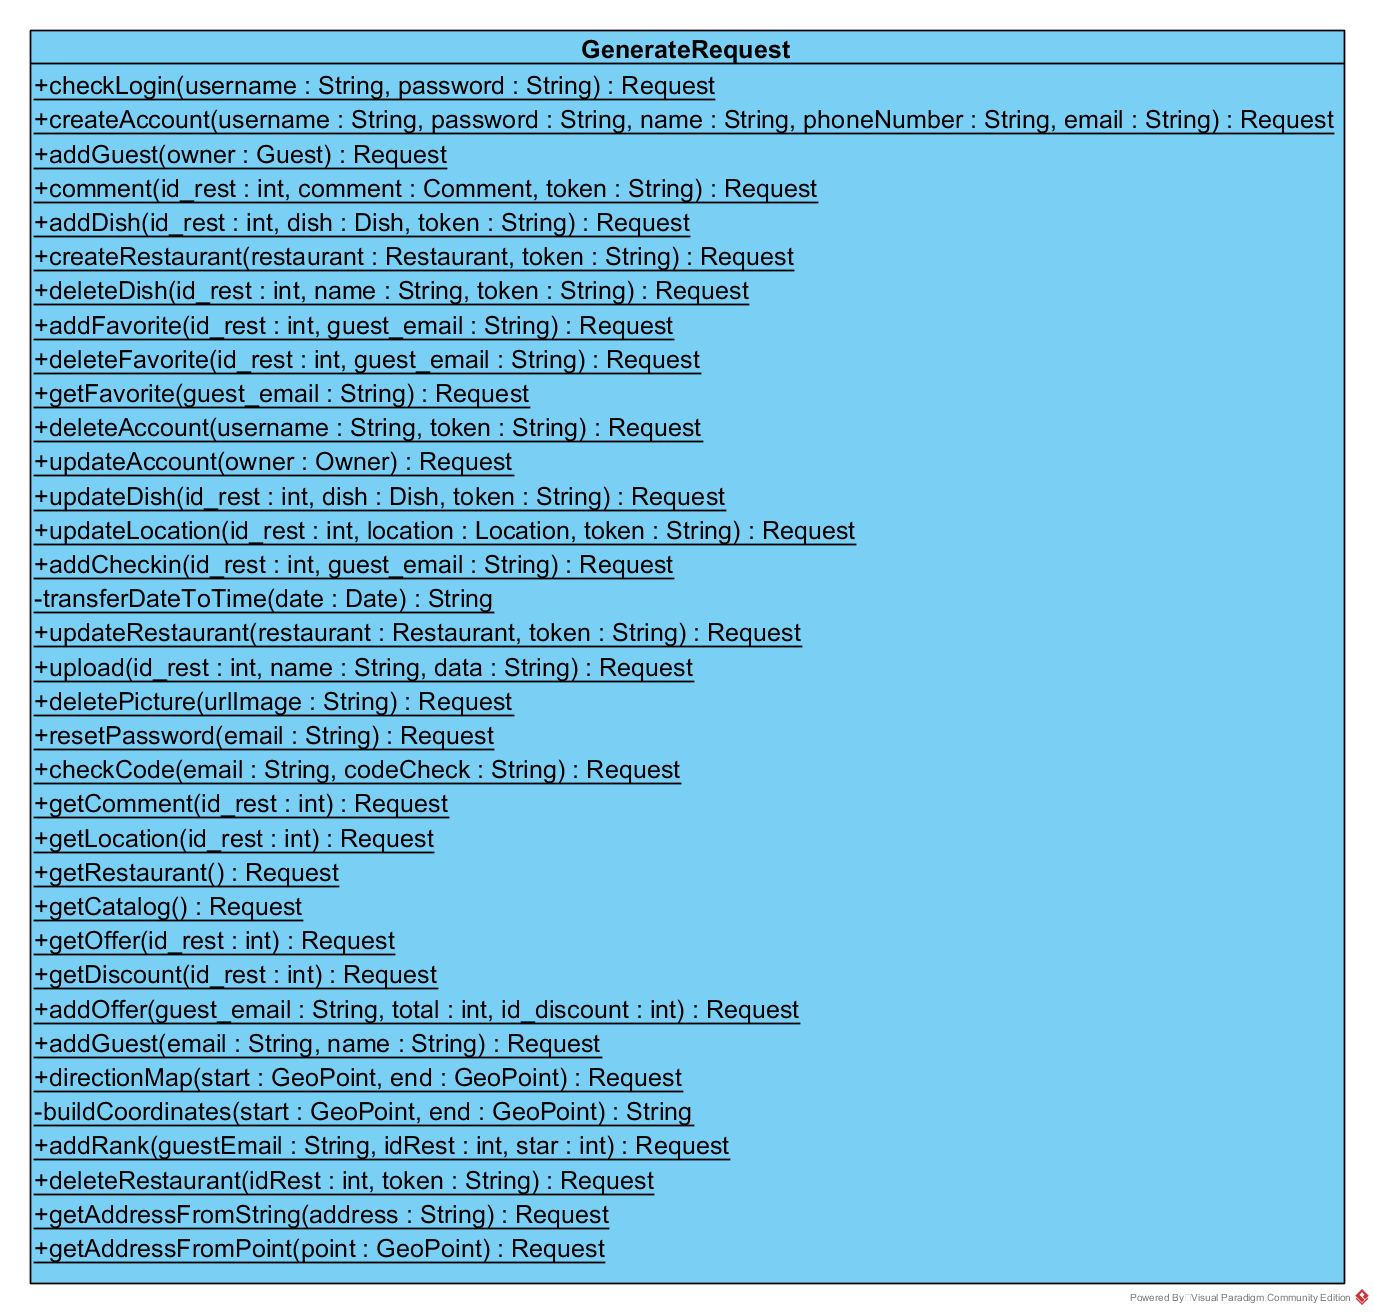 GenerateRequest
+checkLogin(username : String, password : String) : Request
+createAccount(username : String, password : String, name : String, phoneNumber : String, email : String) : Request
+addGuest(owner : Guest) : Request
+comment(id_rest : int, comment : Comment, token : String) : Request
+addDish(id_rest : int, dish : Dish, token : String) : Request
+createRestaurant(restaurant : Restaurant, token : String) : Request
+deleteDish(id_rest : int, name : String, token : String) : Request
+addFavorite(id_rest : int, guest_email : String) : Request
+deleteFavorite(id_rest : int, guest_email : String) : Request
+getFavorite(guest_email : String) : Request
+deleteAccount(username : String, token : String) : Request
+updateAccount(owner : Owner) : Request
+updateDish(id_rest : int, dish : Dish, token : String) : Request
+updateLocation(id_rest : int, location : Location, token : String) : Request
+addCheckin(id_rest : int, guest_email : String) : Request
-transferDateToTime(date : Date) : String
+updateRestaurant(restaurant : Restaurant, token : String) : Request
+upload(id_rest : int, name : String, data : String) : Request
+deletePicture(urlImage : String) : Request
+resetPassword(email : String) : Request
+checkCode(email : String, codeCheck : String) : Request
+getComment(id_rest : int) : Request
+getLocation(id_rest : int) : Request
+getRestaurant() : Request
+getCatalog() : Request
+getOffer(id_rest : int) : Request
+getDiscount(id_rest : int) : Request
+addOffer(guest_email : String, total : int, id_discount : int) : Request
+addGuest(email : String, name : String) : Request
+directionMap(start : GeoPoint, end : GeoPoint) : Request
-buildCoordinates(start : GeoPoint, end : GeoPoint) : String
+addRank(guestEmail : String, idRest : int, star : int) : Request
+deleteRestaurant(idRest : int, token : String) : Request
+getAddressFromString(address : String) : Request
+getAddressFromPoint(point : GeoPoint) : Request
Powered By Visual Paradigm Community Edition